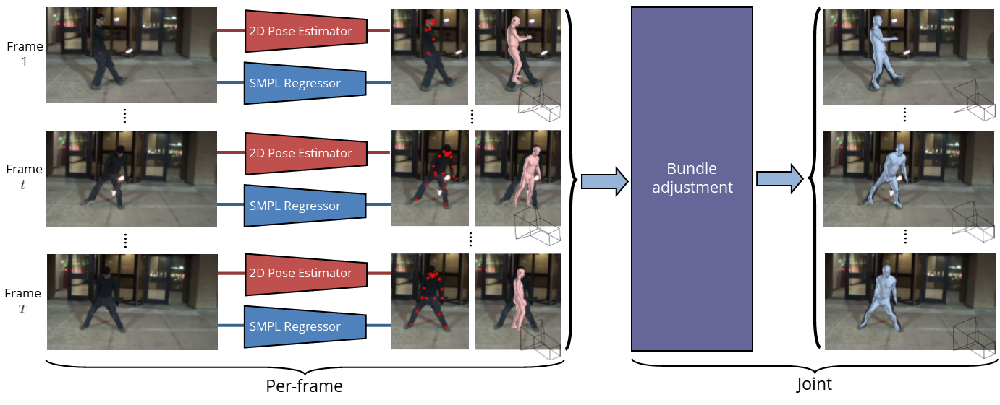 Frame
1
2D Pose Estimator
SMPL Regressor
Frame
t
2D Pose Estimator
SMPL Regressor
Frame
T
2D Pose Estimator
SMPL Regressor
Bundle
adjustment
Per-frame
Joint